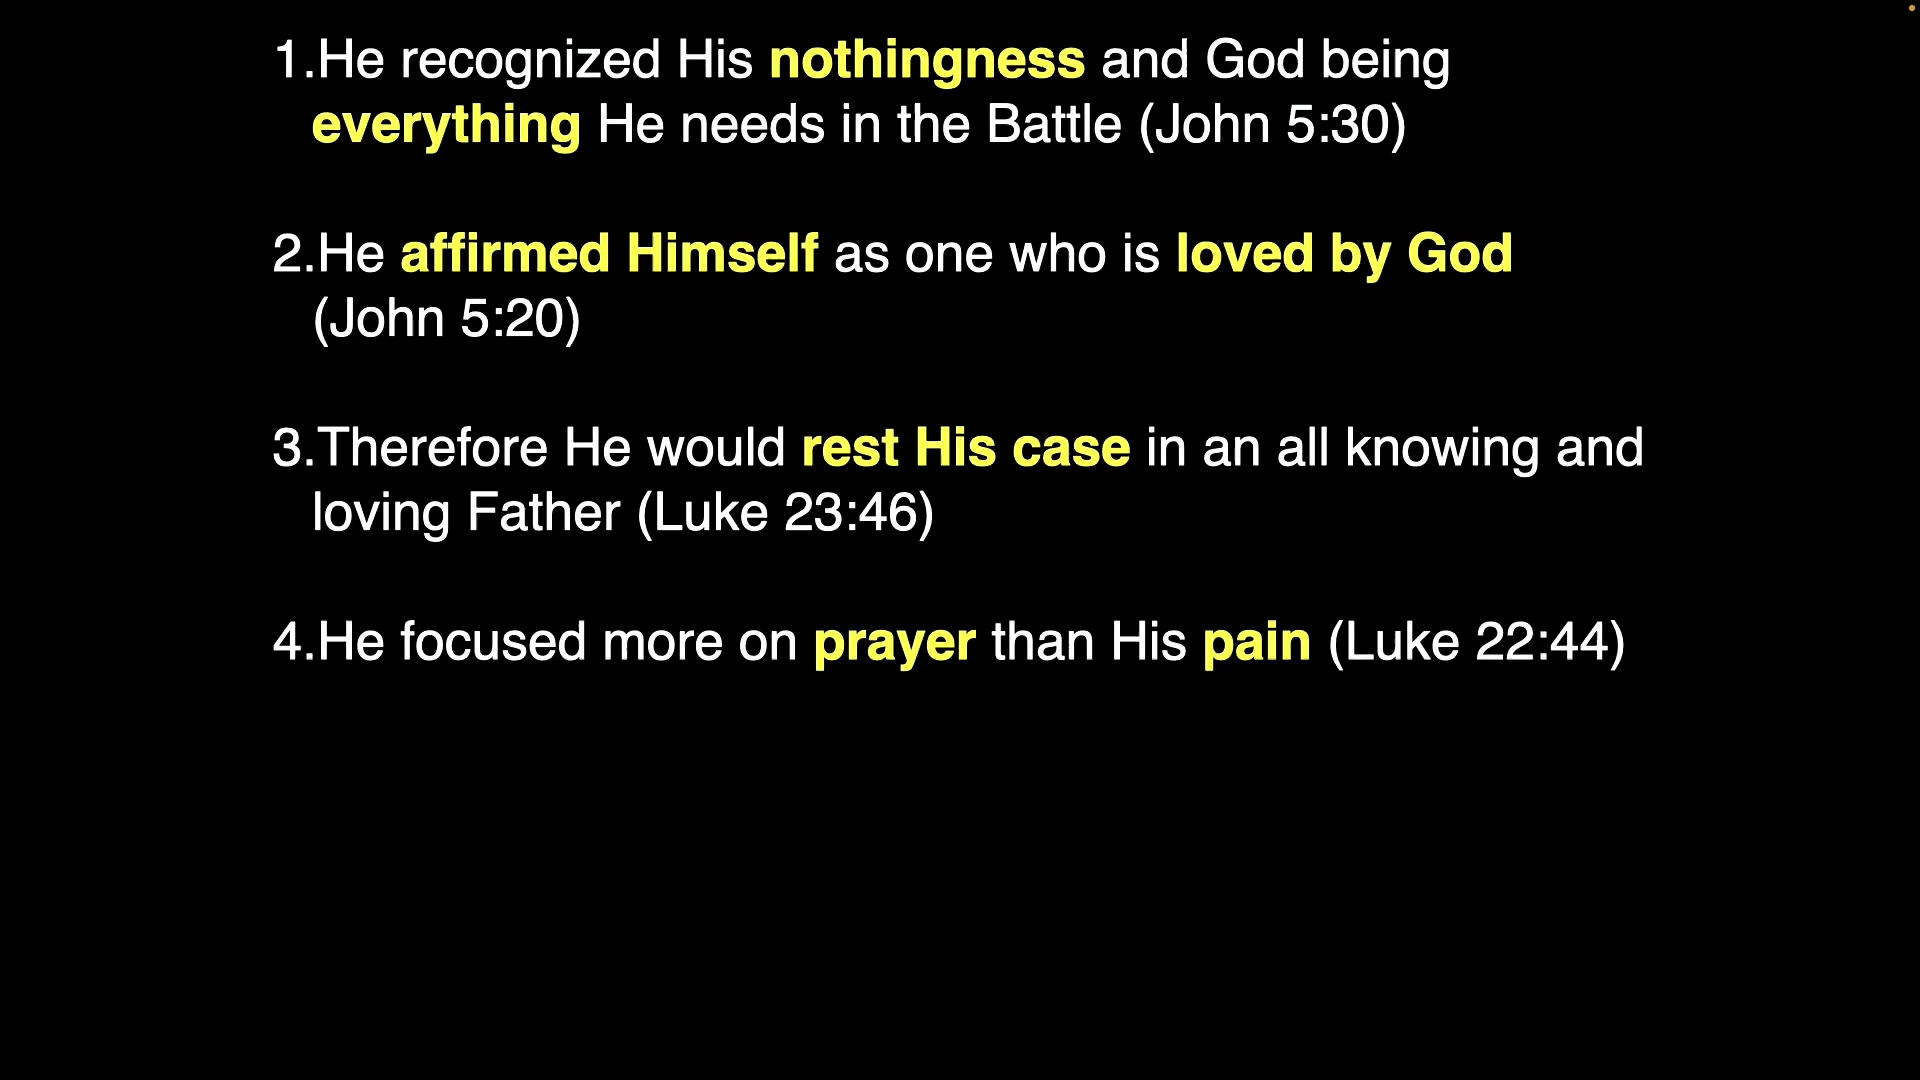 1.He recognized His nothingness and God being
everything He needs in the Battle (John 5:30)
2.He affirmed Himself as one who is loved by God
(John 5:20)
3.Therefore He would rest His case in an all knowing and
loving Father (Luke 23:46)
4.He focused more on prayer than His pain (Luke 22:44)